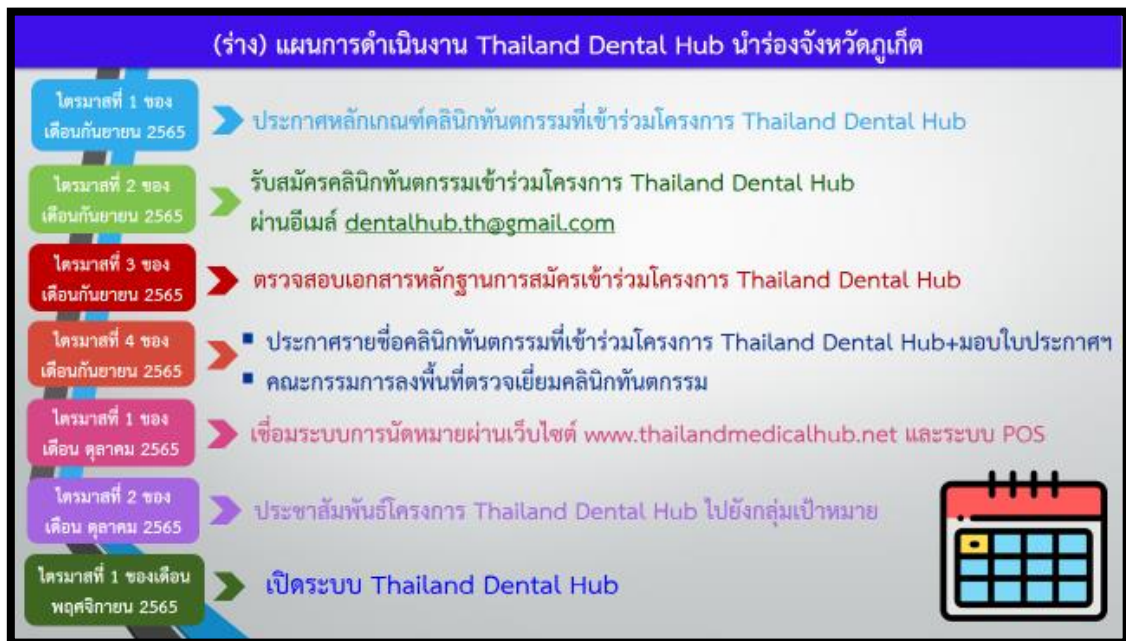 (ร่าง) แผนการดำเนินงาน Thailand Dental Hub นำร่องจังหวัดภูเก็ต
ไตรมาสที่ 1 ของ
เดือนกันยายน 2565
ประกาศหลักเกณฑ์คลินิกทันตกรรมที่เข้าร่วมโครงการ Thailand Dental Hub
ไตรมาสที่ 2 ของ
เดือนกันยายน 2565
รับสมัครคลินิกทันตกรรมเข้าร่วมโครงการ Thailand Dental Hub
ผ่านอีเมล์ dentalhub.th@gmail.com
ไตรมาสที่ 3 ของ
เดือนกันยายน 2565
ตรวจสอบเอกสารหลักฐานการสมัครเข้าร่วมโครงการ Thailand Dental Hub
ไตรมาสที่ 4 ของ
เดือนกันยายน 2565
▪ ประกาศรายชื่อคลินิกทันตกรรมที่เข้าร่วมโครงการ Thailand Dental Hub+มอบใบประกาศฯ
▪ คณะกรรมการลงพื้นที่ตรวจเยี่ยมคลินิกทันตกรรม
ไตรมาสที่ 1 ของ
เดือน ตุลาคม 2565
เชื่อมระบบการนัดหมายผ่านเว็บไซต์ www.thailandmedicalhub.net และระบบ POS
ไตรมาสที่ 2 ของ
เดือน ตุลาคม 2565
ประชาสัมพันธ์โครงการ Thailand Dental Hub ไปยังกลุ่มเป้าหมาย
ไตรมาสที่ 1 ของเดือน
พฤศจิกายน 2565
เปิดระบบ Thailand Dental Hub